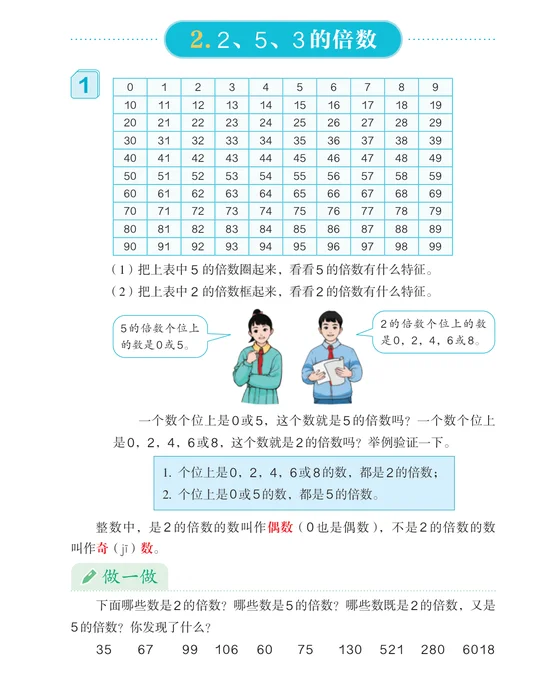 2. 2、5、3的倍数
1
0 1 2 3 4 5 6 7 8 9
10 11 12 13 14 15 16 17 18 19
20 21 22 23 24 25 26 27 28 29
30 31 32 33 34 35 36 37 38 39
40 41 42 43 44 45 46 47 48 49
50 51 52 53 54 55 56 57 58 59
60 61 62 63 64 65 66 67 68 69
70 71 72 73 74 75 76 77 78 79
80 81 82 83 84 85 86 87 88 89
90 91 92 93 94 95 96 97 98 99
（1）把上表中5的倍数圈起来，看看5的倍数有什么特征。
（2）把上表中2的倍数框起来，看看2的倍数有什么特征。
5的倍数个位上
的数是0或5。
2的倍数个位上的数
是0，2，4，6或8。
一个数个位上是0或5，这个数就是5的倍数吗？一个数个位上
是0，2，4，6或8，这个数就是2的倍数吗？举例验证一下。
1. 个位上是0，2，4，6或8的数，都是2的倍数；
2. 个位上是0或5的数，都是5的倍数。
整数中，是2的倍数的数叫作偶数（0也是偶数），不是2的倍数的数
叫作奇（jī）数。
做一做
下面哪些数是2的倍数？哪些数是5的倍数？哪些数既是2的倍数，又是
5的倍数？你发现了什么？
35 67 99 106 60 75 130 521 280 6018